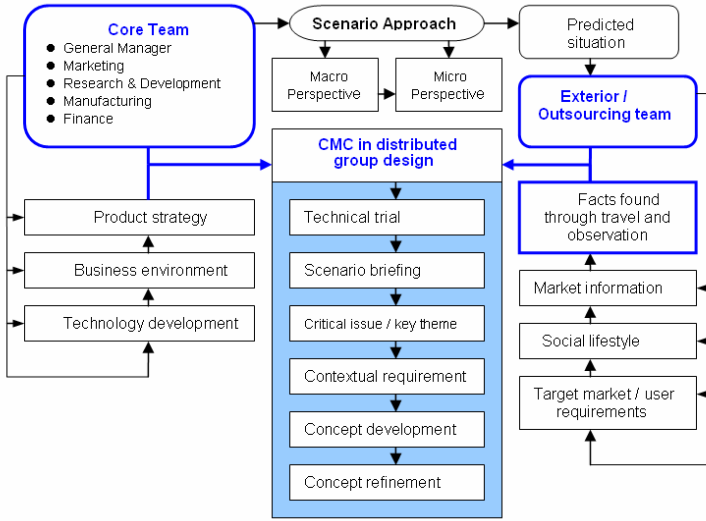 Core Team
● General Manager
● Marketing
● Research & Development
● Manufacturing
● Finance
Scenario Approach
Macro
Perspective
Micro
Perspective
Predicted
situation
Exterior /
Outsourcing team
CMC in distributed
group design
Technical trial
Scenario briefing
Critical issue / key theme
Contextual requirement
Concept development
Concept refinement
Product strategy
Business environment
Technology development
Facts found
through travel and
observation
Market information
Social lifestyle
Target market / user
requirements